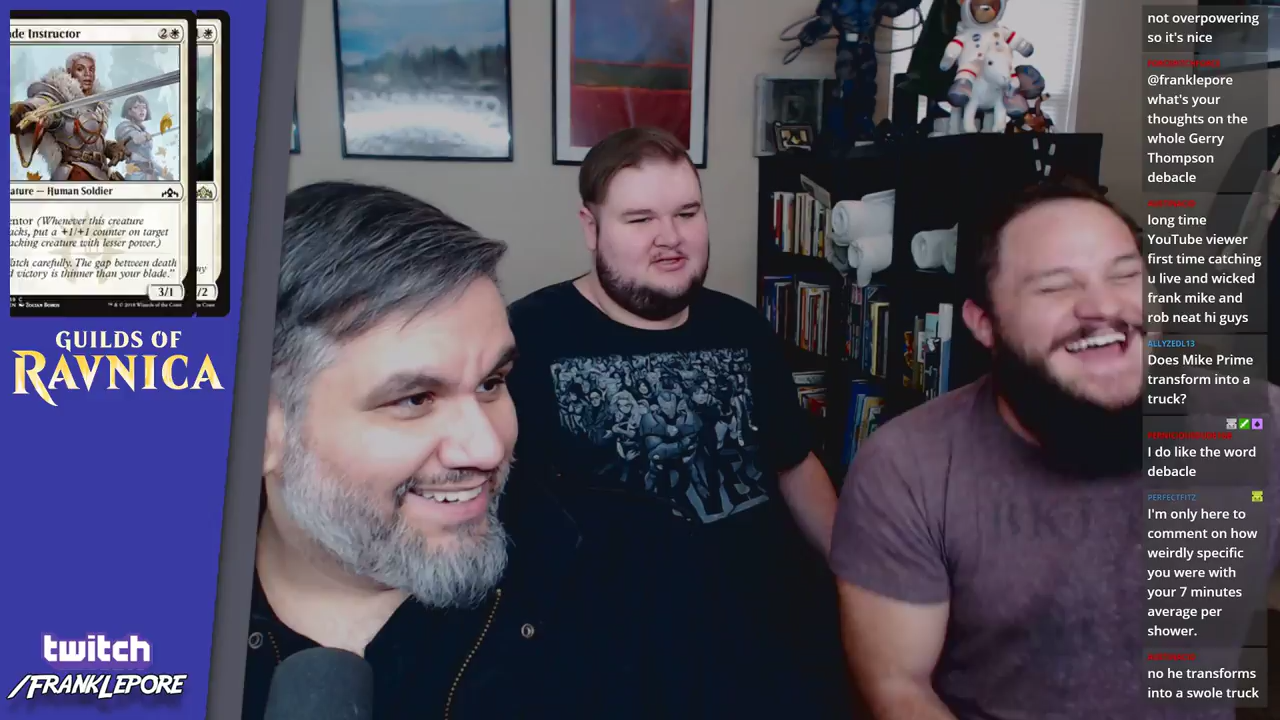 de Instructor 2
ature — Human Soldier
entor (Whenever this creature
acks, put a +1/+1 counter on target
acking creature with lesser power.)
atch carefully. The gap between death
d victory is thinner than your blade."
3/1
/2
GUILDS OF
RAVNICA
twitch
/FRANKLEPORE
not overpowering
so it's nice
@franklepore
what's your
thoughts on the
whole Gerry
Thompson
debacle
long time
YouTube viewer
first time catching
u live and wicked
frank mike and
rob neat hi guys
ALLYZEDL13
Does Mike Prime
transform into a
truck?
I do like the word
debacle
PERFECTFITZ
I'm only here to
comment on how
weirdly specific
you were with
your 7 minutes
average per
shower.
no he transforms
into a swole truck